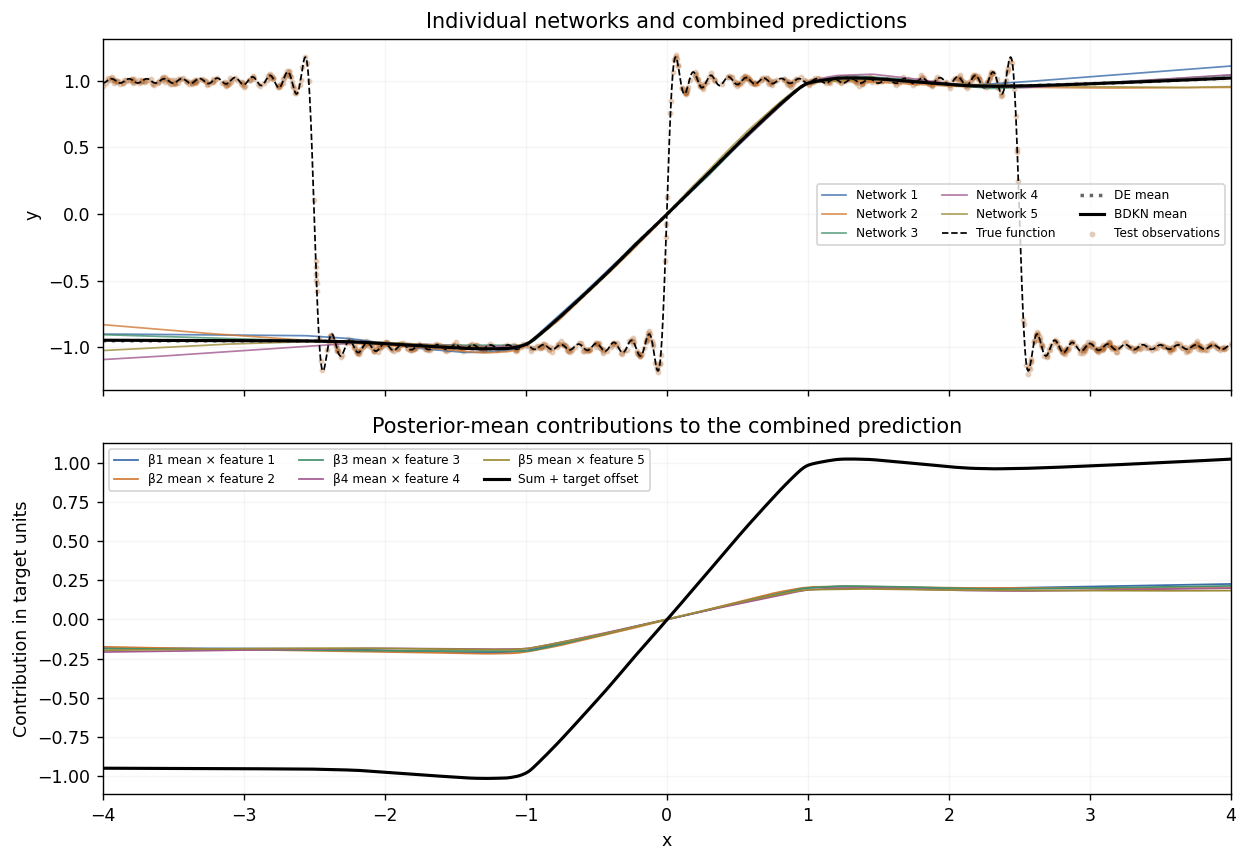 Individual networks and combined predictions
1.0
0.5
0.0
−0.5
−1.0
y
Network 1 Network 4 DE mean
Network 2 Network 5 BDKN mean
Network 3 True function Test observations
Posterior-mean contributions to the combined prediction
1.00
0.75
0.50
0.25
0.00
−0.25
−0.50
−0.75
−1.00
Contribution in target units
β1 mean × feature 1 β3 mean × feature 3 β5 mean × feature 5
β2 mean × feature 2 β4 mean × feature 4 Sum + target offset
−4 −3 −2 −1 0 1 2 3 4
x